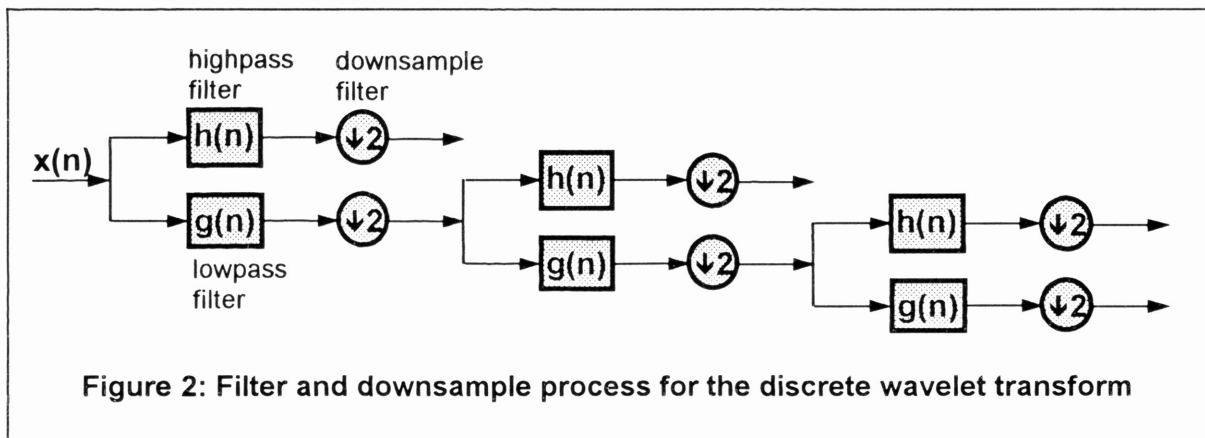 highpass
filter
downsample
filter
x(n)
h(n)
↓2
g(n)
↓2
lowpass
filter
h(n)
↓2
g(n)
↓2
h(n)
↓2
g(n)
↓2
Figure 2: Filter and downsample process for the discrete wavelet transform